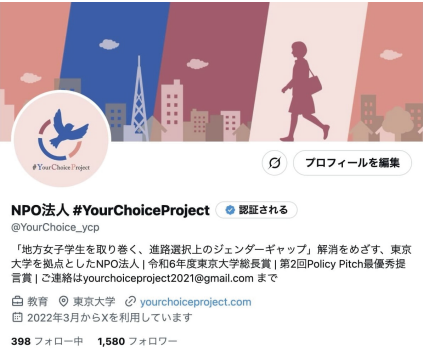 #YourChoiceProject
プロフィールを編集
NPO法人 #YourChoiceProject 認証される
@YourChoice_ycp
「地方女子学生を取り巻く、進路選択上のジェンダーギャップ」解消をめざす、東京
大学を拠点としたNPO法人 | 令和6年度東京大学総長賞 | 第2回Policy Pitch最優秀提
言賞 | ご連絡はyourchoiceproject2021@gmail.com まで
教育 東京大学 yourchoiceproject.com
2022年3月からXを利用しています
398 フォロー中 1,580 フォロワー